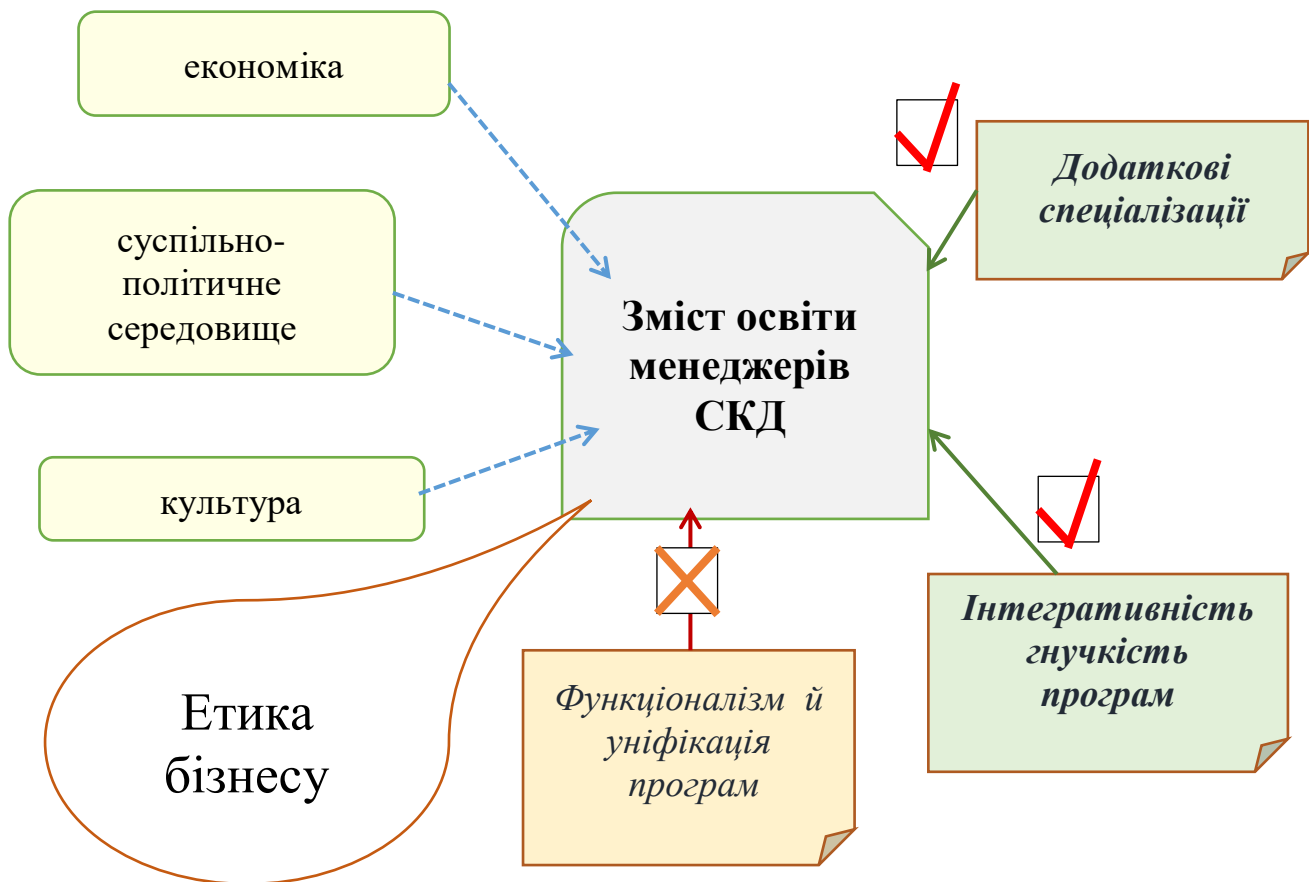 економіка
суспільно-
політичне
середовище
культура
Етика
бізнесу
Зміст освіти
менеджерів
СКД
Функціоналізм й
уніфікація
програм
Додаткові
спеціалізації
Інтегративність
гнучкість
програм